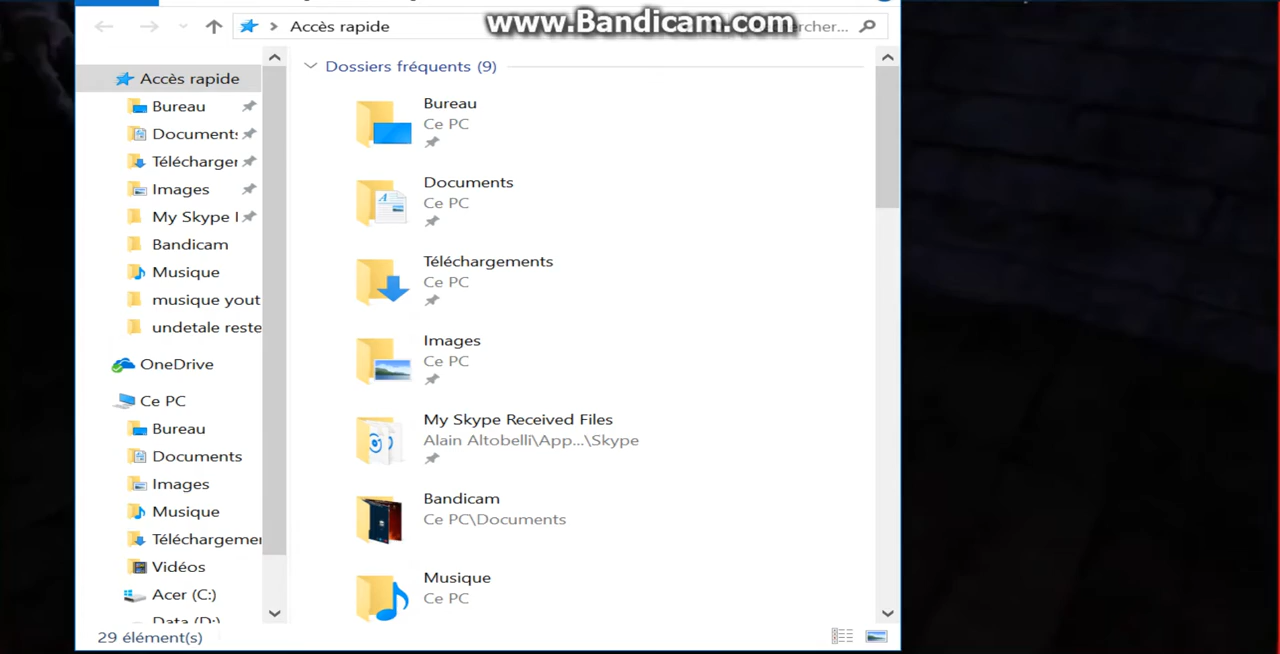 www.Bandicam.com
Accès rapide
ercher...
Accès rapide
Bureau
Document
Télécharger
Images
My Skype
Bandicam
Musique
musique yout
undetale reste
OneDrive
Ce PC
Bureau
Documents
Images
Musique
Téléchargeme
Vidéos
Acer (C:)
Data (D:)
Dossiers fréquents (9)
Bureau
Ce PC
Documents
Ce PC
Téléchargements
Ce PC
Images
Ce PC
My Skype Received Files
Alain Altobelli\App...\Skype
Bandicam
Ce PC\Documents
Musique
Ce PC
29 élément(s)